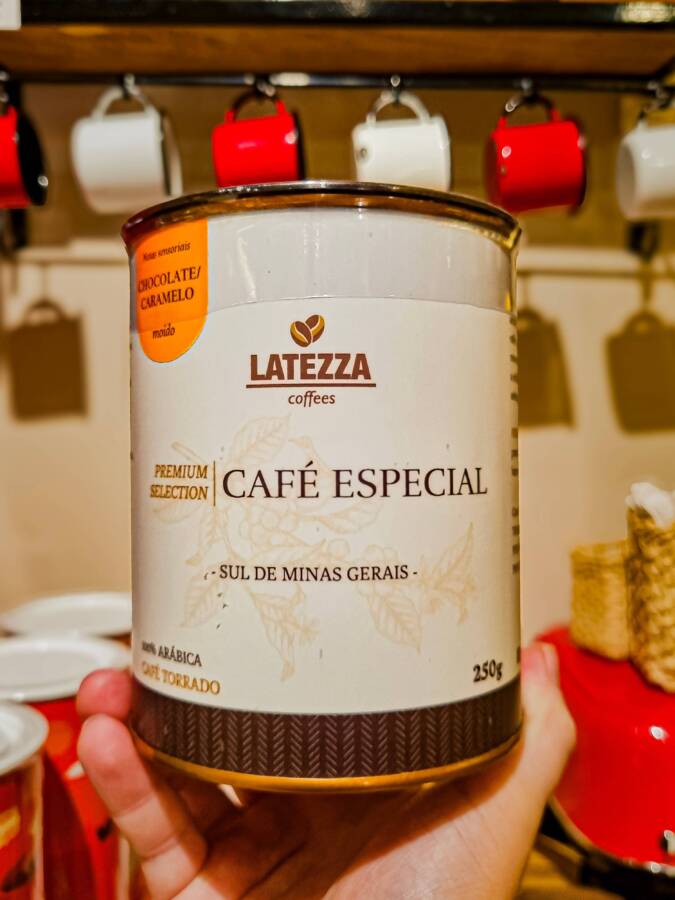 Notas sensoriais
CHOCOLATE/
CARAMELO
moído
LATEZZA
coffees
PREMIUM
SELECTION
CAFÉ ESPECIAL
- SUL DE MINAS GERAIS -
100% ARÁBICA
CAFÉ TORRADO
250g